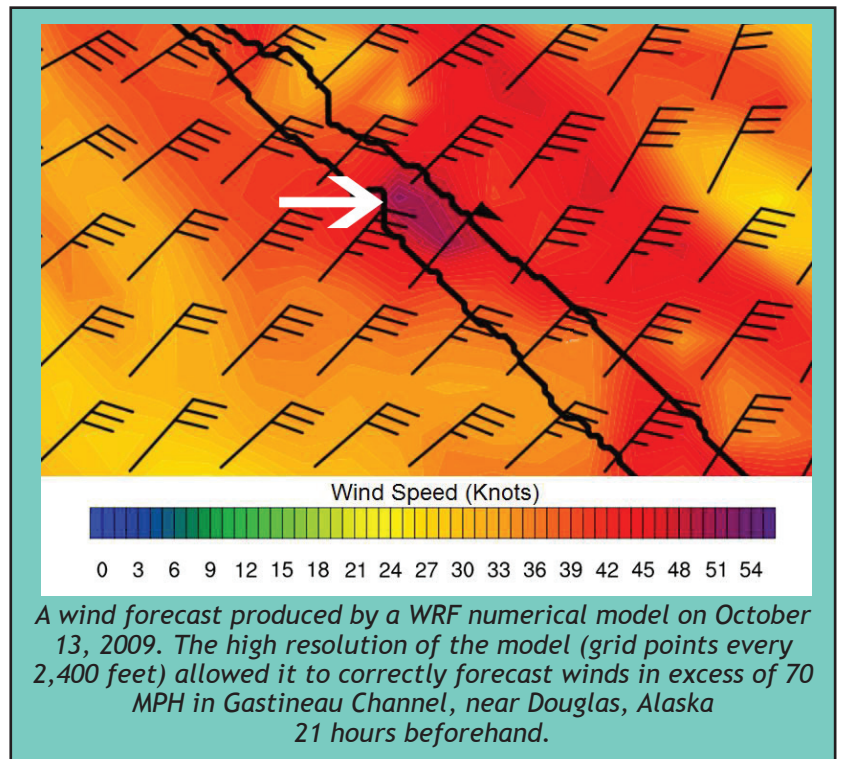 Wind Speed (Knots)
0 3 6 9 12 15 18 21 24 27 30 33 36 39 42 45 48 51 54
A wind forecast produced by a WRF numerical model on October
13, 2009. The high resolution of the model (grid points every
2,400 feet) allowed it to correctly forecast winds in excess of 70
MPH in Gastineau Channel, near Douglas, Alaska
21 hours beforehand.